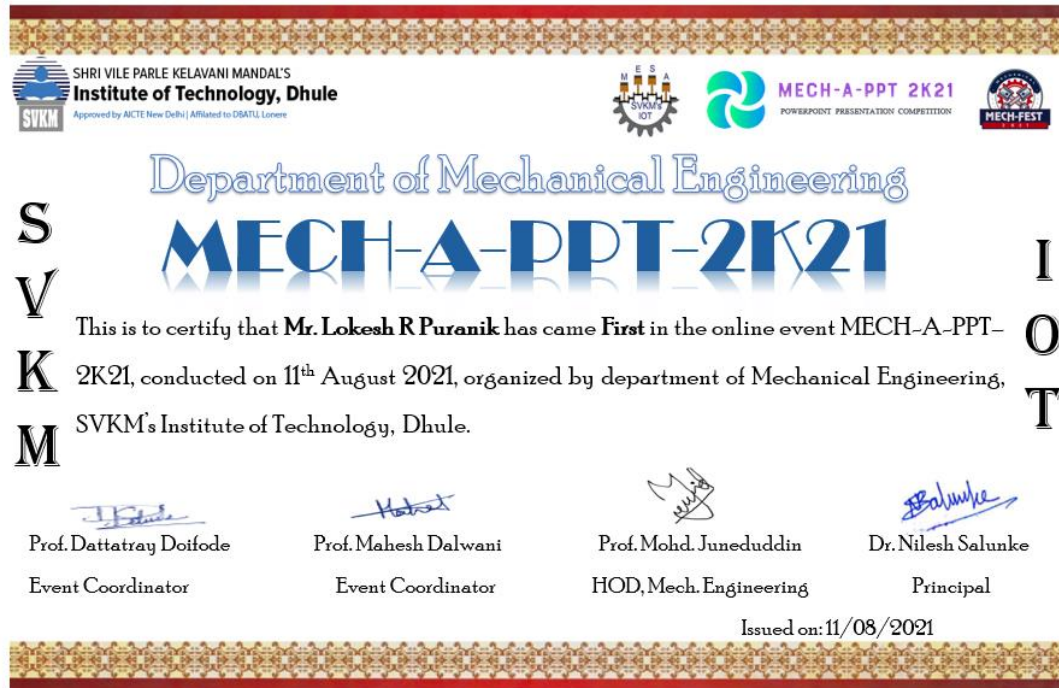 SHRI VILE PARLE KELAVANI MANDAL'S
Institute of Technology, Dhule
Approved by AICTE New Delhi | Affiliated to DBATU, Lonere
SVKM
M E S A
SVKM's
IOT
MECH-A-PPT 2K21
POWERPOINT PRESENTATION COMPETITION
MECHANICAL
MECH-FEST
2021
Department of Mechanical Engineering
MECH-A-PPT-2K21
S
V
K
M
I
O
T
This is to certify that Mr. Lokesh R Puranik has came First in the online event MECH-A-PPT-
2K21, conducted on 11th August 2021, organized by department of Mechanical Engineering,
SVKM's Institute of Technology, Dhule.
Prof. Dattatray Doifode
Event Coordinator
Prof. Mahesh Dalwani
Event Coordinator
Prof. Mohd. Juneduddin
HOD, Mech. Engineering
Dr. Nilesh Salunke
Principal
Issued on: 11/08/2021